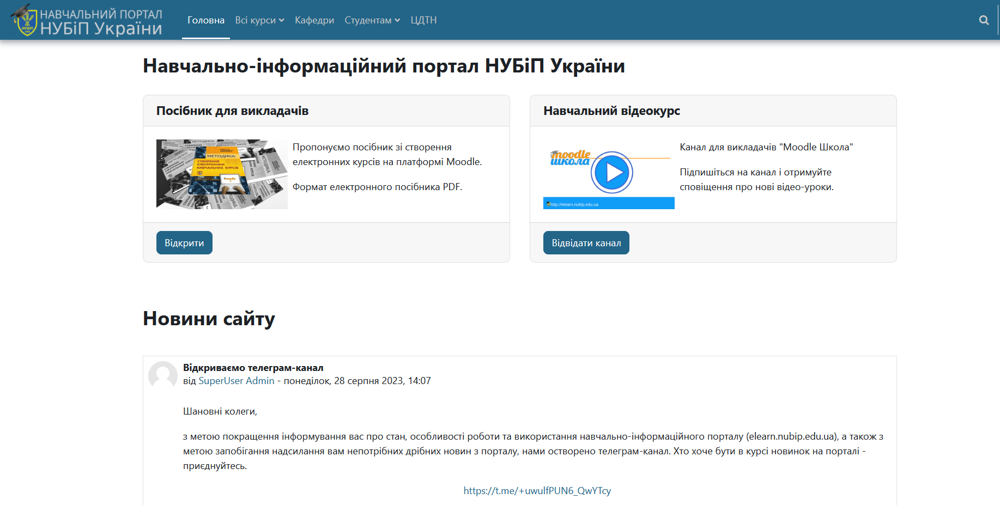 НАВЧАЛЬНИЙ ПОРТАЛ
НУБіП України
НУБІП
Головна
Всі курси
Кафедри
Студентам
ЦДТН
Навчально-інформаційний портал НУБіП України
Посібник для викладачів
МЕТОДИКА
СТВОРЕННЯ
ЕЛЕКТРОННИХ
НАВЧАЛЬНИХ КУРСІВ
moodle
Пропонуємо посібник зі створення
електронних курсів на платформі Moodle.
Формат електронного посібника PDF.
Відкрити
Навчальний відеокурс
moodle
школа
http://elearn.nubip.edu.ua
Канал для викладачів "Moodle Школа"
Підпишіться на канал і отримуйте
сповіщення про нові відео-уроки.
Відвідати канал
Новини сайту
Відкриваємо телеграм-канал
від SuperUser Admin - понеділок, 28 серпня 2023, 14:07
Шановні колеги,
з метою покращення інформування вас про стан, особливості роботи та використання навчально-інформаційного порталу (elearn.nubip.edu.ua), а також з
метою запобігання надсилання вам непотрібних дрібних новин з порталу, нами остворено телеграм-канал. Хто хоче бути в курсі новинок на порталі -
приєднуйтесь.
https://t.me/+uwulfPUN6_QwYTcy